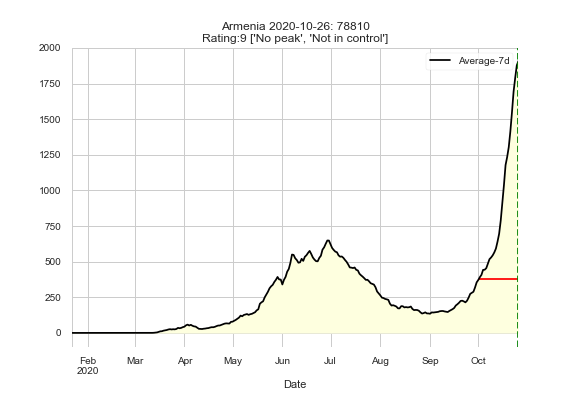 Armenia 2020-10-26: 78810
Rating:9 ['No peak', 'Not in control']
Average-7d
2000
1750
1500
1250
1000
750
500
250
0
Feb Mar Apr May Jun Jul Aug Sep Oct
2020
Date